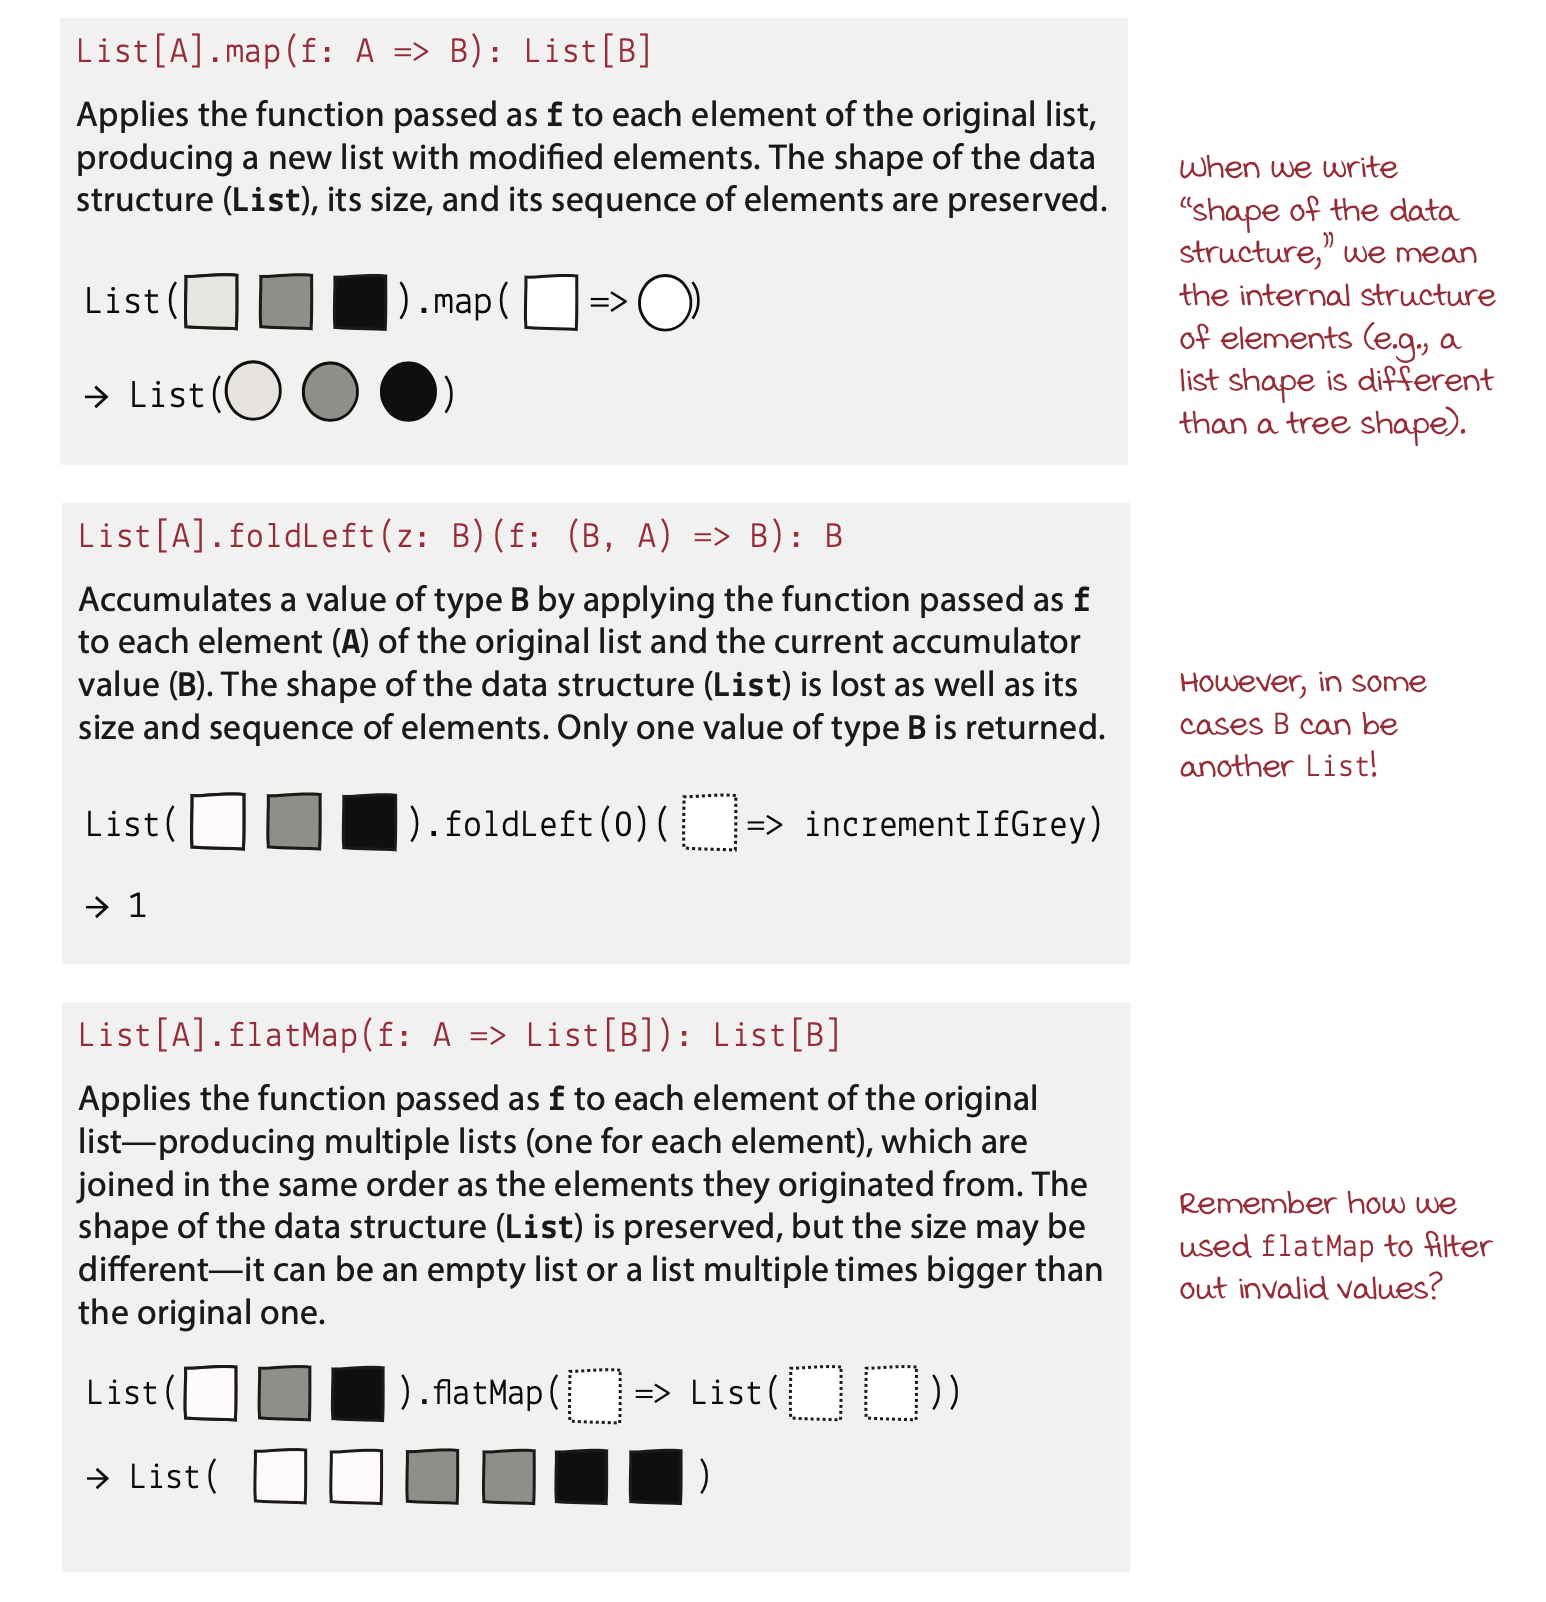 List[A].map(f: A => B): List[B]
Applies the function passed as f to each element of the original list,
producing a new list with modified elements. The shape of the data
structure (List), its size, and its sequence of elements are preserved.
List( ).map( => )
→ List( )
When we write
“shape of the data
structure,” we mean
the internal structure
of elements (e.g., a
list shape is different
than a tree shape).
List[A].foldLeft(z: B)(f: (B, A) => B): B
Accumulates a value of type B by applying the function passed as f
to each element (A) of the original list and the current accumulator
value (B). The shape of the data structure (List) is lost as well as its
size and sequence of elements. Only one value of type B is returned.
List( ).foldLeft(0)( => incrementIfGrey)
→ 1
However, in some
cases B can be
another List!
List[A].flatMap(f: A => List[B]): List[B]
Applies the function passed as f to each element of the original
list—producing multiple lists (one for each element), which are
joined in the same order as the elements they originated from. The
shape of the data structure (List) is preserved, but the size may be
different—it can be an empty list or a list multiple times bigger than
the original one.
List( ).flatMap( => List( ))
→ List( )
Remember how we
used flatMap to filter
out invalid values?